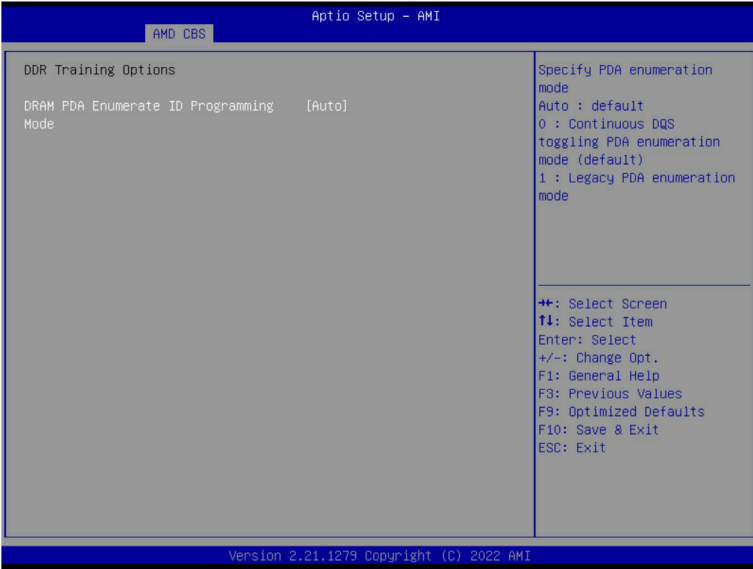 Aptio Setup - AMI
AMD CBS
DDR Training Options
DRAM PDA Enumerate ID Programming [Auto]
Mode
Specify PDA enumeration
mode
Auto : default
0 : Continuous DQS
toggling PDA enumeration
mode (default)
1 : Legacy PDA enumeration
mode
→←: Select Screen
↑↓: Select Item
Enter: Select
+/-: Change Opt.
F1: General Help
F3: Previous Values
F9: Optimized Defaults
F10: Save & Exit
ESC: Exit
Version 2.21.1279 Copyright (C) 2022 AMI